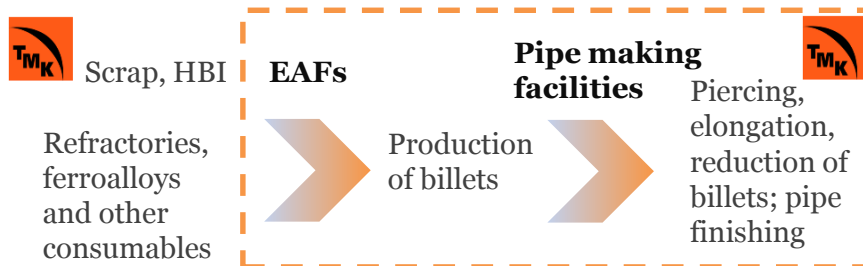 TMK
Scrap, HBI
Refractories,
ferroalloys
and other
consumables
EAFs
Production
of billets
Pipe making
facilities
TMK
Piercing,
elongation,
reduction of
billets; pipe
finishing